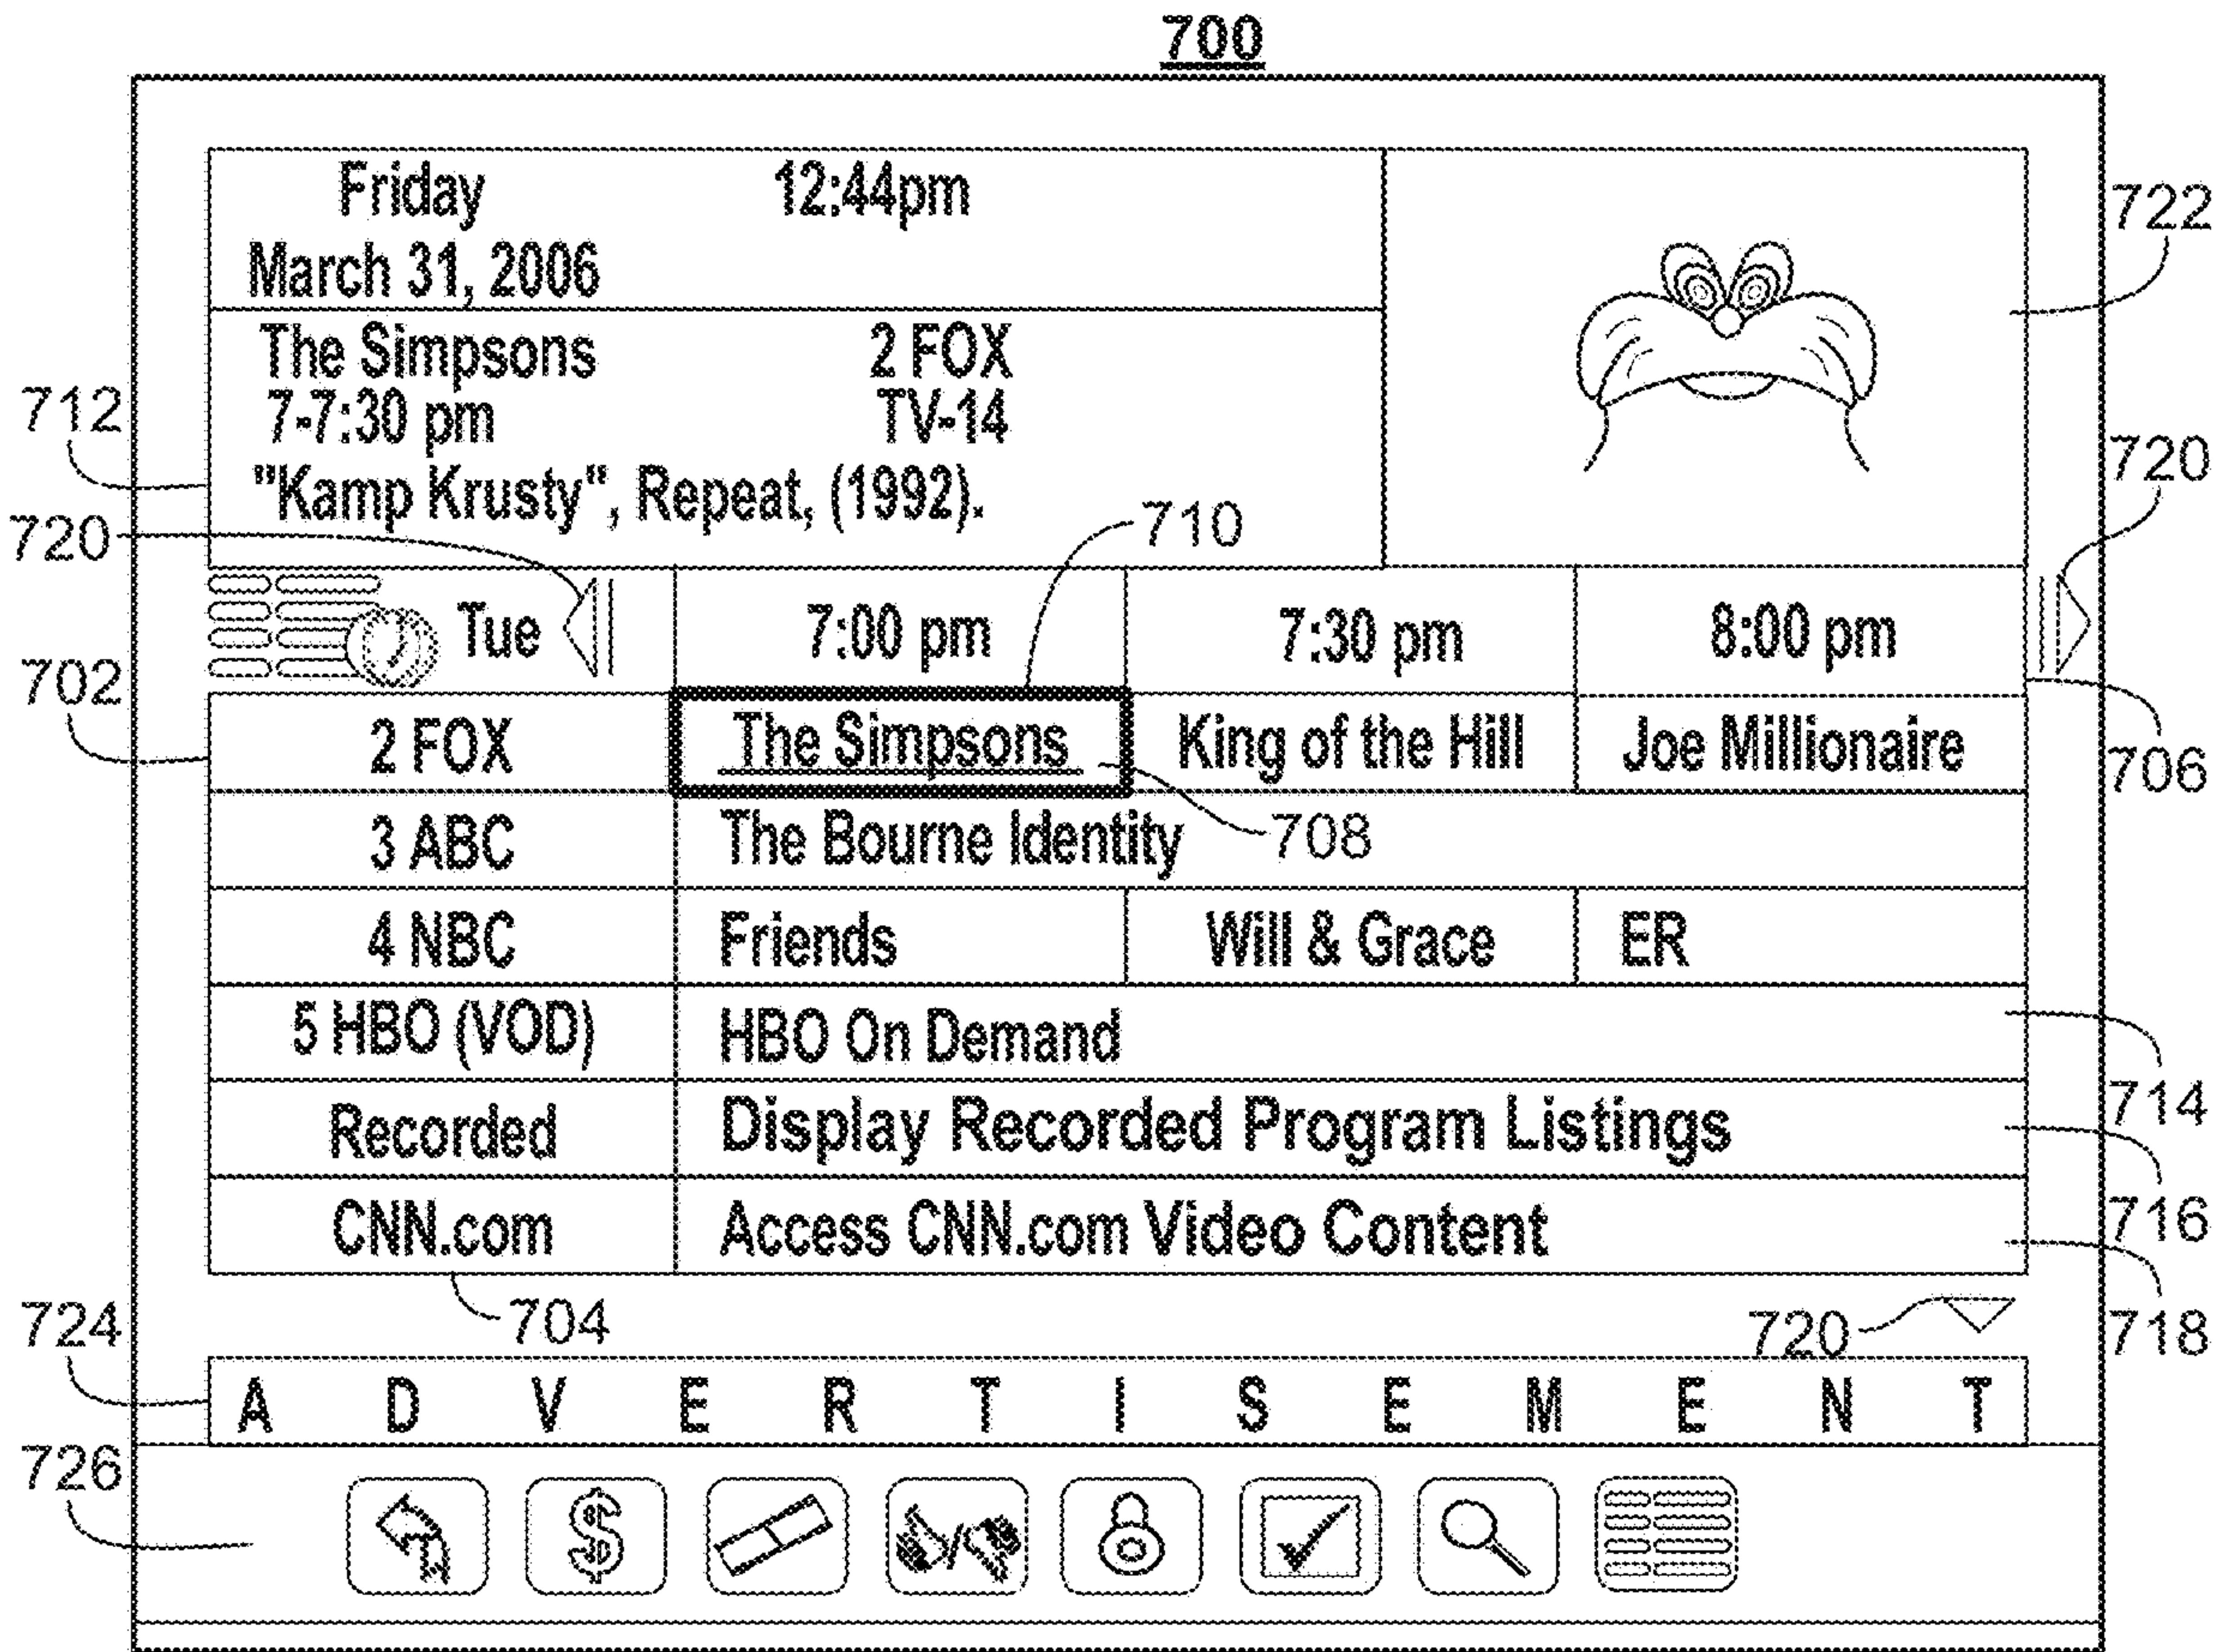 700
Friday 12:44pm
March 31, 2006
722
The Simpsons 2 FOX
712 7-7:30 pm TV-14
720
"Kamp Krusty", Repeat, (1992).
720 710
Tue 7:00 pm 7:30 pm 8:00 pm
702
2 FOX The Simpsons King of the Hill Joe Millionaire
706
3 ABC The Bourne Identity 708
4 NBC Friends Will & Grace ER
5 HBO (VOD) HBO On Demand
714
Recorded Display Recorded Program Listings
716
CNN.com Access CNN.com Video Content
724 704 720 718
A D V E R T I S E M E N T
726
$ /